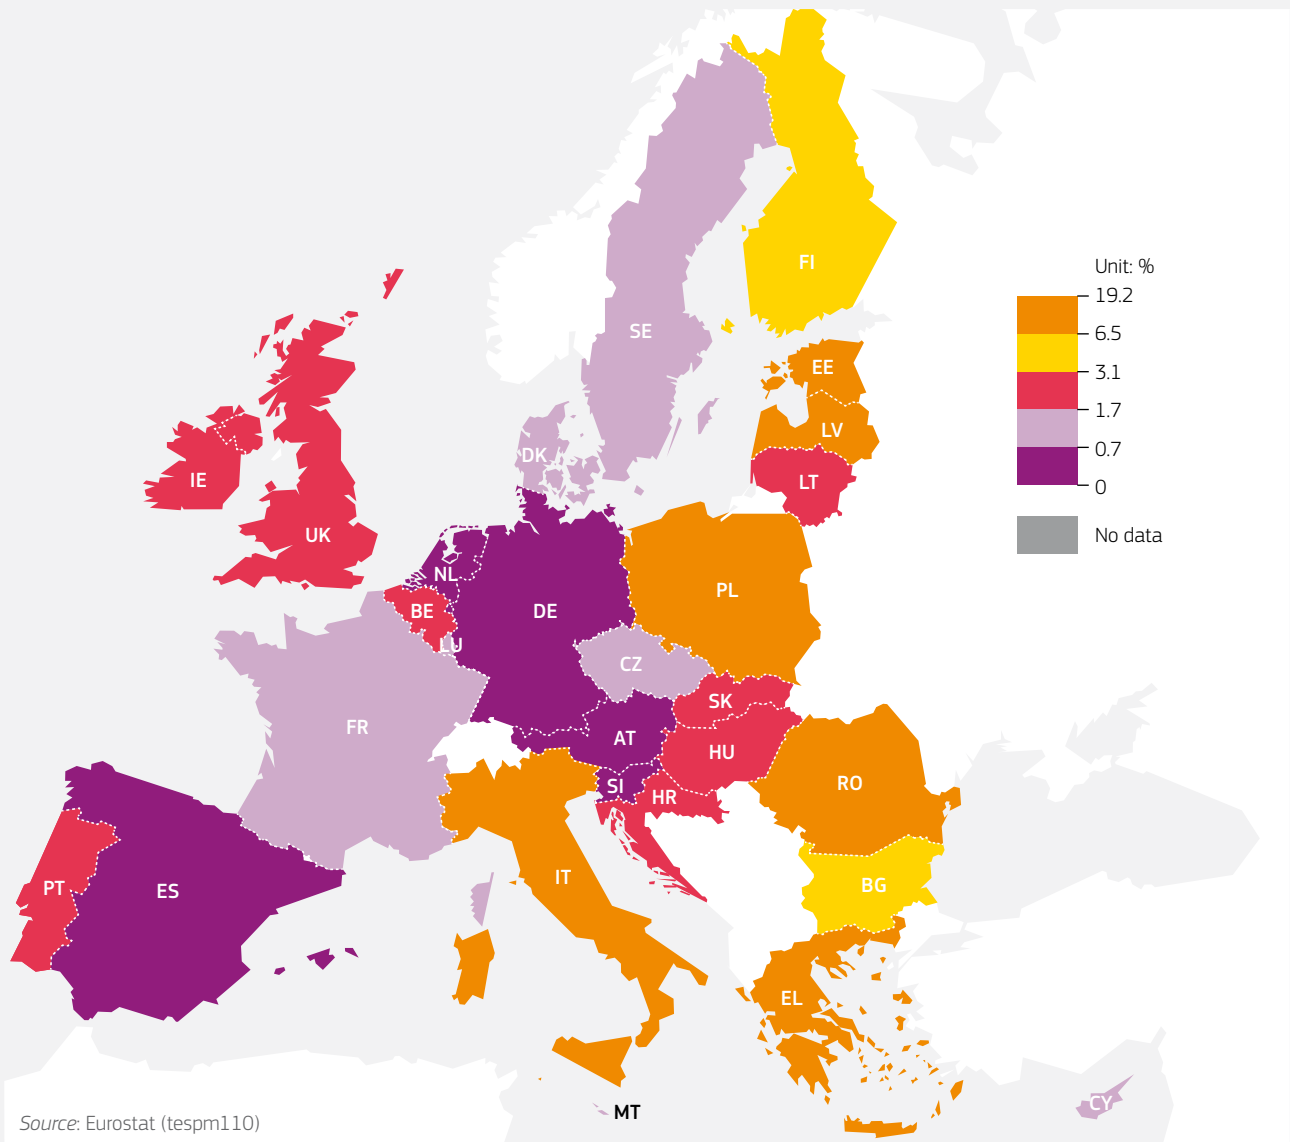 FI
Unit: %
19.2
SE
6.5
EE
3.1
1.7
LV
DK
0.7
IE
LT
0
UK
No data
NL
PL
BE
DE
LU
CZ
SK
FR
AT
HU
SI
RO
HR
IT
BG
PT
ES
EL
CY
MT
Source: Eurostat (tespm110)